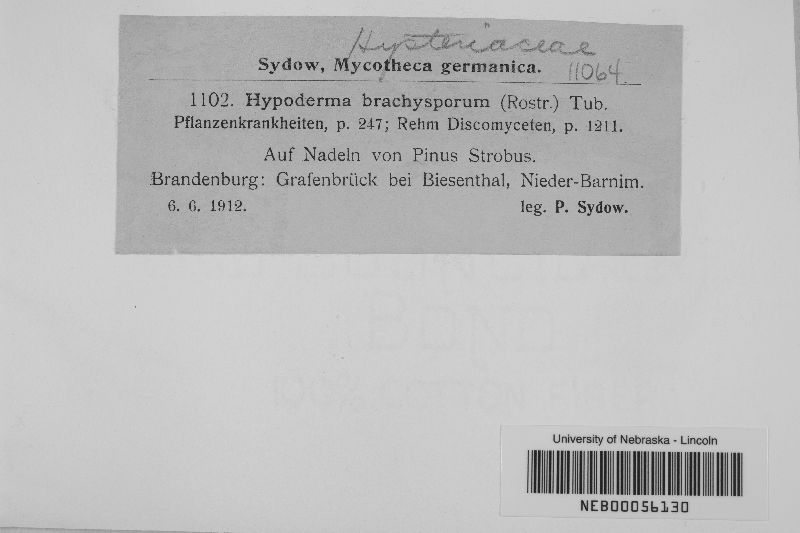 Hysteriaceae
Sydow, Mycotheca germanica. 11064
1102. Hypoderma brachysporum (Rostr.) Tub.
Pflanzenkrankheiten, p. 247; Rehm Discomyceten, p. 1211.
Auf Nadeln von Pinus Strobus.
Brandenburg: Grafenbrück bei Biesenthal, Nieder-Barnim.
6. 6. 1912. leg. P. Sydow.
University of Nebraska - Lincoln
NEB00056130